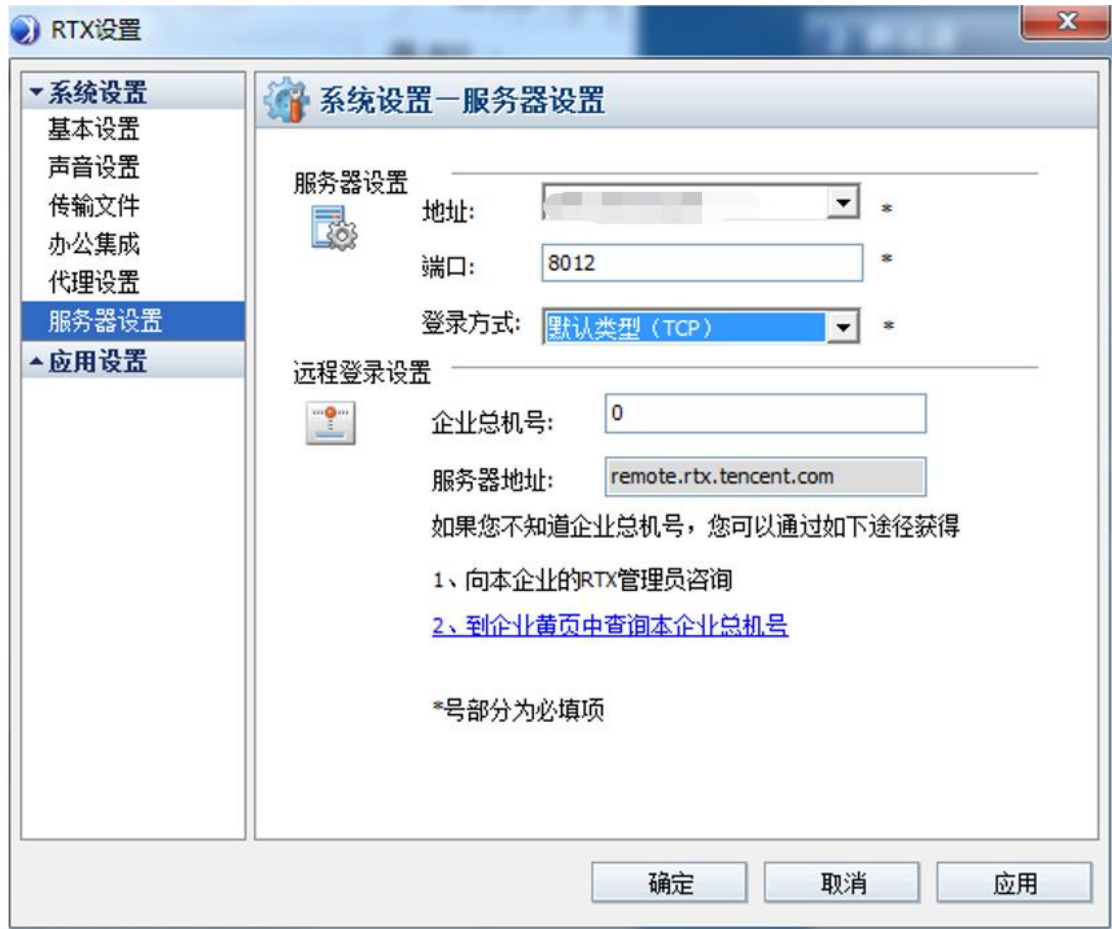 RTX设置
系统设置
基本设置
声音设置
传输文件
办公集成
代理设置
服务器设置
应用设置
系统设置－服务器设置
服务器设置
地址: *
端口: 8012 *
登录方式: 默认类型（TCP） *
远程登录设置
企业总机号: 0
服务器地址: remote.rtx.tencent.com
如果您不知道企业总机号，您可以通过如下途径获得
1、向本企业的RTX管理员咨询
2、到企业黄页中查询本企业总机号
*号部分为必填项
确定 取消 应用